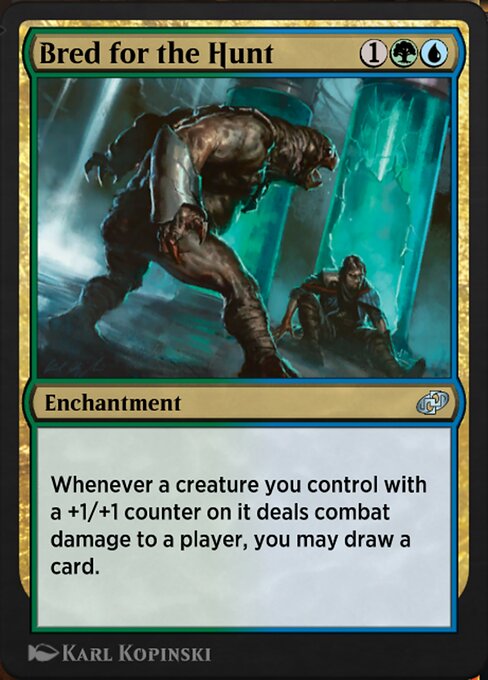 Bred for the Hunt 1
Enchantment
Whenever a creature you control with
a +1/+1 counter on it deals combat
damage to a player, you may draw a
card.
Karl Kopinski